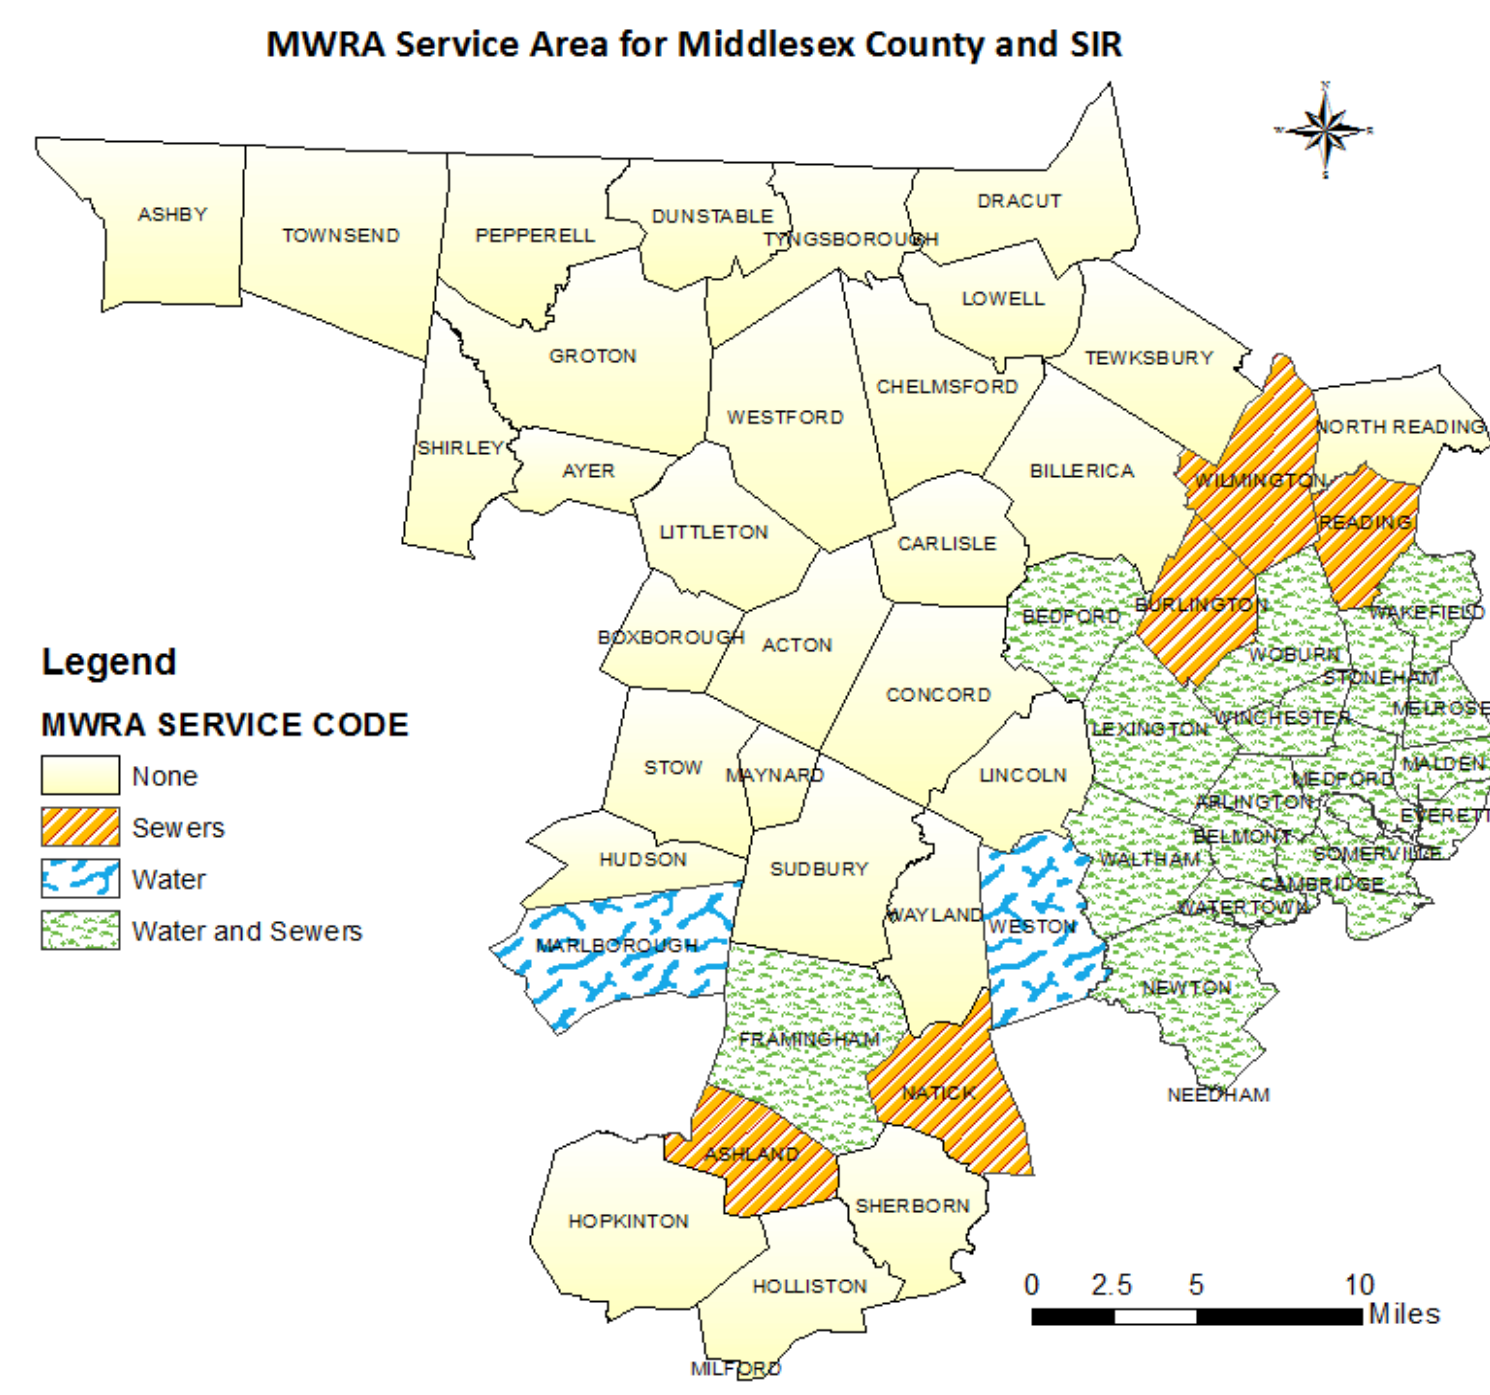 MWRA Service Area for Middlesex County and SIR
N
W
E
S
ASHBY
TOWNSEND
PEPPERELL
DUNSTABLE
TYNGSBOROUGH
DRACUT
LOWELL
GROTON
TEWKSBURY
CHELMSFORD
WESTFORD
NORTH READING
SHIRLEY
AYER
BILLERICA
WILMINGTON
READING
LITTLETON
CARLISLE
BEDFORD
BURLINGTON
WAKEFIELD
BOXBOROUGH
ACTON
WOBURN
STONEHAM
CONCORD
MELROSE
WINCHESTER
LEXINGTON
STOW
MAYNARD
LINCOLN
MEDFORD
MALDEN
ARLINGTON
EVERETT
BELMONT
SOMERVILLE
HUDSON
SUDBURY
WALTHAM
CAMBRIDGE
WATERTOWN
WAYLAND
WESTON
MARLBOROUGH
NEWTON
FRAMINGHAM
NATICK
NEEDHAM
ASHLAND
SHERBORN
HOPKINTON
HOLLISTON
MILFORD
Legend
MWRA SERVICE CODE
None
Sewers
Water
Water and Sewers
0 2.5 5 10
Miles